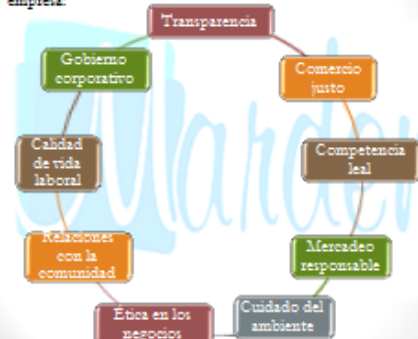 empresa.
Transparencia
Gobierno
corporativo
Comercio
justo
Calidad
de vida
laboral
Competencia
leal
Relaciones
con la
comunidad
Mercadeo
responsable
Ética en los
negocios
Cuidado del
ambiente
Marden